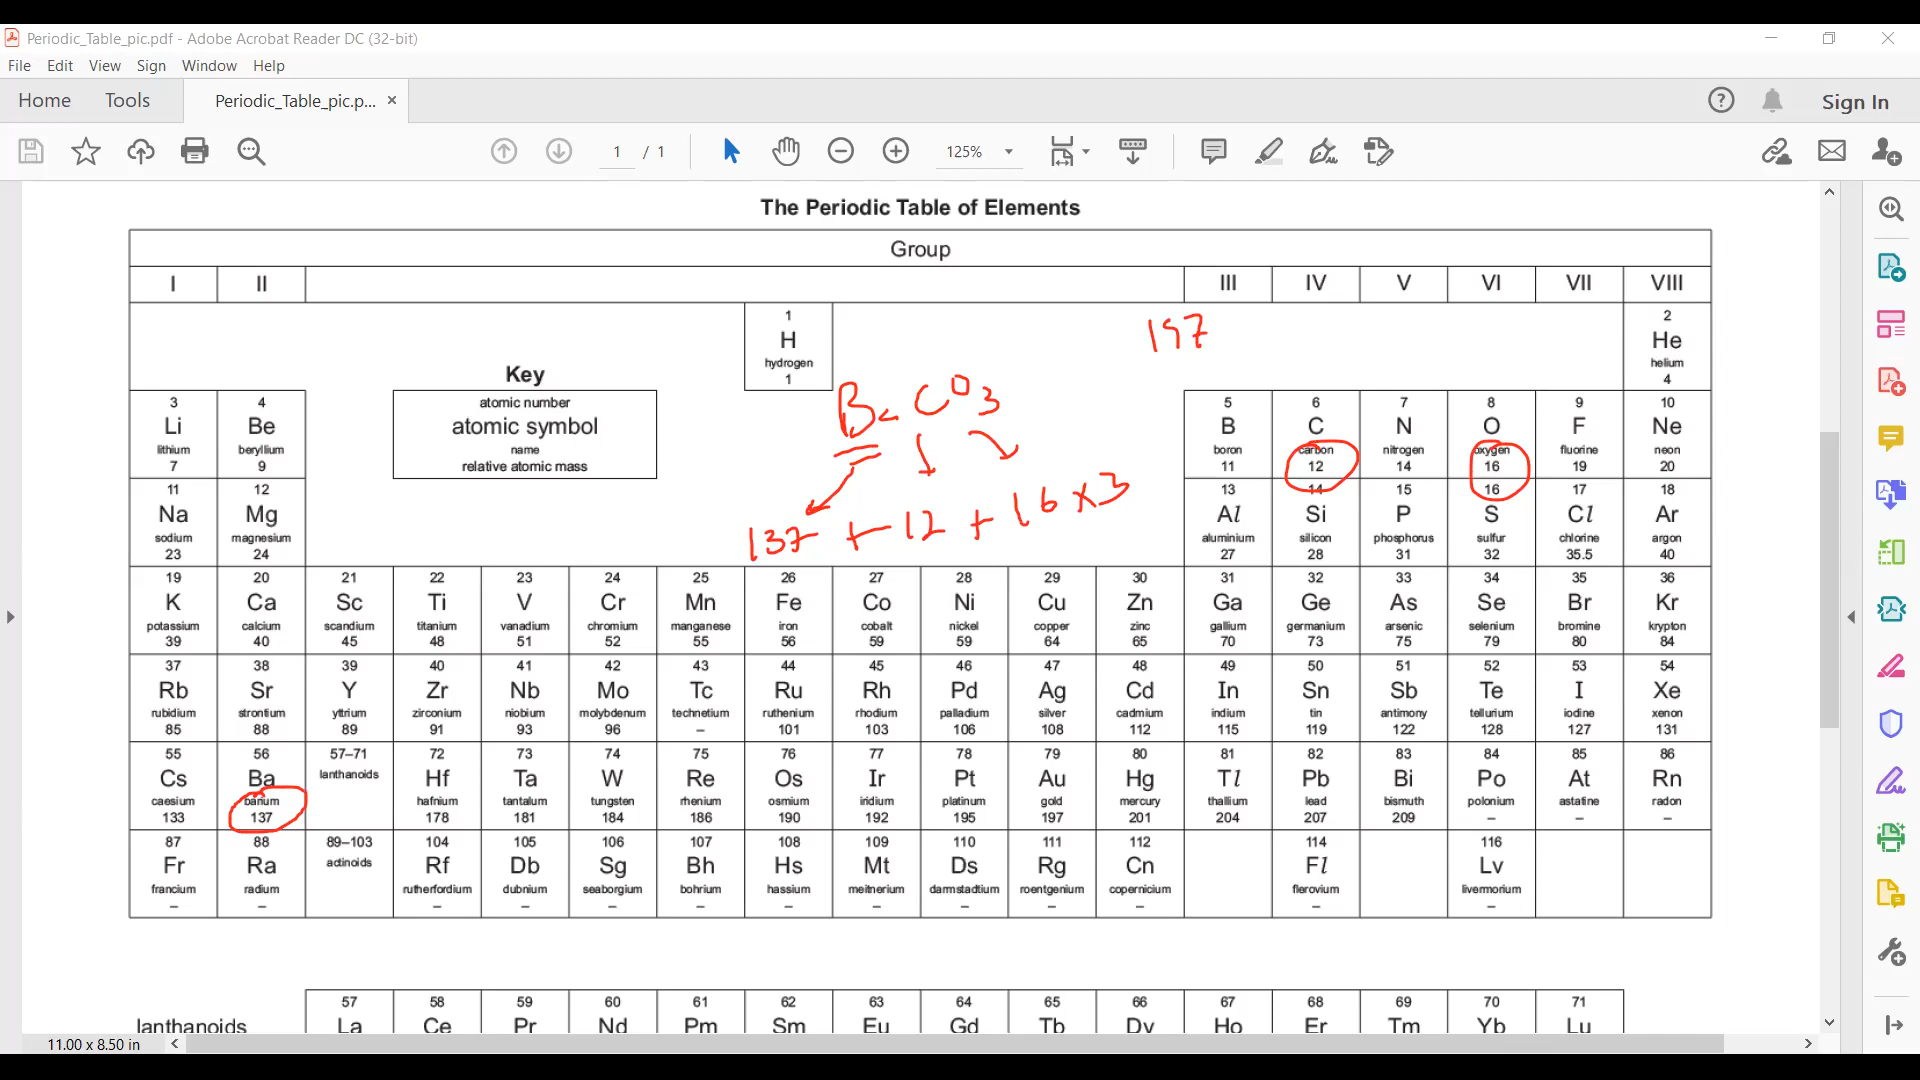 Periodic_Table_pic.pdf - Adobe Acrobat Reader DC (32-bit)
File Edit View Sign Window Help
Home Tools Periodic_Table_pic.p... × Sign In
1 / 1 125%
The Periodic Table of Elements
Group
I II III IV V VI VII VIII
1 2
H He
hydrogen helium
1 4
197
Key
atomic number
atomic symbol
name
relative atomic mass
BaCO3
137 + 12 + 16 x 3
3 4 5 6 7 8 9 10
Li Be B C N O F Ne
lithium beryllium boron carbon nitrogen oxygen fluorine neon
7 9 11 12 14 16 19 20
11 12 13 14 15 16 17 18
Na Mg Al Si P S Cl Ar
sodium magnesium aluminium silicon phosphorus sulfur chlorine argon
23 24 27 28 31 32 35.5 40
19 20 21 22 23 24 25 26 27 28 29 30 31 32 33 34 35 36
K Ca Sc Ti V Cr Mn Fe Co Ni Cu Zn Ga Ge As Se Br Kr
potassium calcium scandium titanium vanadium chromium manganese iron cobalt nickel copper zinc gallium germanium arsenic selenium bromine krypton
39 40 45 48 51 52 55 56 59 59 64 65 70 73 75 79 80 84
37 38 39 40 41 42 43 44 45 46 47 48 49 50 51 52 53 54
Rb Sr Y Zr Nb Mo Tc Ru Rh Pd Ag Cd In Sn Sb Te I Xe
rubidium strontium yttrium zirconium niobium molybdenum technetium ruthenium rhodium palladium silver cadmium indium tin antimony tellurium iodine xenon
85 88 89 91 93 96 – 101 103 106 108 112 115 119 122 128 127 131
55 56 57–71 72 73 74 75 76 77 78 79 80 81 82 83 84 85 86
Cs Ba lanthanoids Hf Ta W Re Os Ir Pt Au Hg Tl Pb Bi Po At Rn
caesium barium hafnium tantalum tungsten rhenium osmium iridium platinum gold mercury thallium lead bismuth polonium astatine radon
133 137 178 181 184 186 190 192 195 197 201 204 207 209 – – –
87 88 89–103 104 105 106 107 108 109 110 111 112 114 116
Fr Ra actinoids Rf Db Sg Bh Hs Mt Ds Rg Cn Fl Lv
francium radium rutherfordium dubnium seaborgium bohrium hassium meitnerium darmstadtium roentgenium copernicium flerovium livermorium
– – – – – – – – – – – – –
57 58 59 60 61 62 63 64 65 66 67 68 69 70 71
lanthanoids La Ce Pr Nd Pm Sm Eu Gd Tb Dy Ho Er Tm Yb Lu
11.00 x 8.50 in